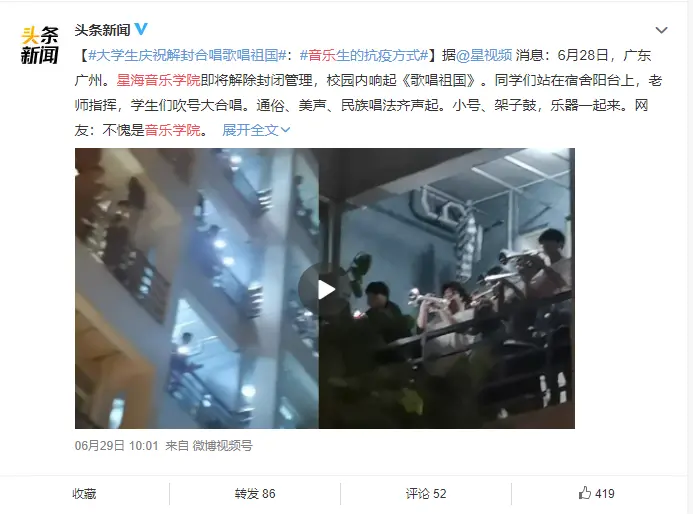 头条
新闻
头条新闻
【#大学生庆祝解封合唱歌唱祖国#：#音乐生的抗疫方式#】据@星视频 消息：6月28日，广东
广州。星海音乐学院即将解除封闭管理，校园内响起《歌唱祖国》。同学们站在宿舍阳台上，老
师指挥，学生们吹号大合唱。通俗、美声、民族唱法齐声起。小号、架子鼓，乐器一起来。网
友：不愧是音乐学院。 展开全文
06月29日 10:01 来自 微博视频号
收藏 转发 86 评论 52 419